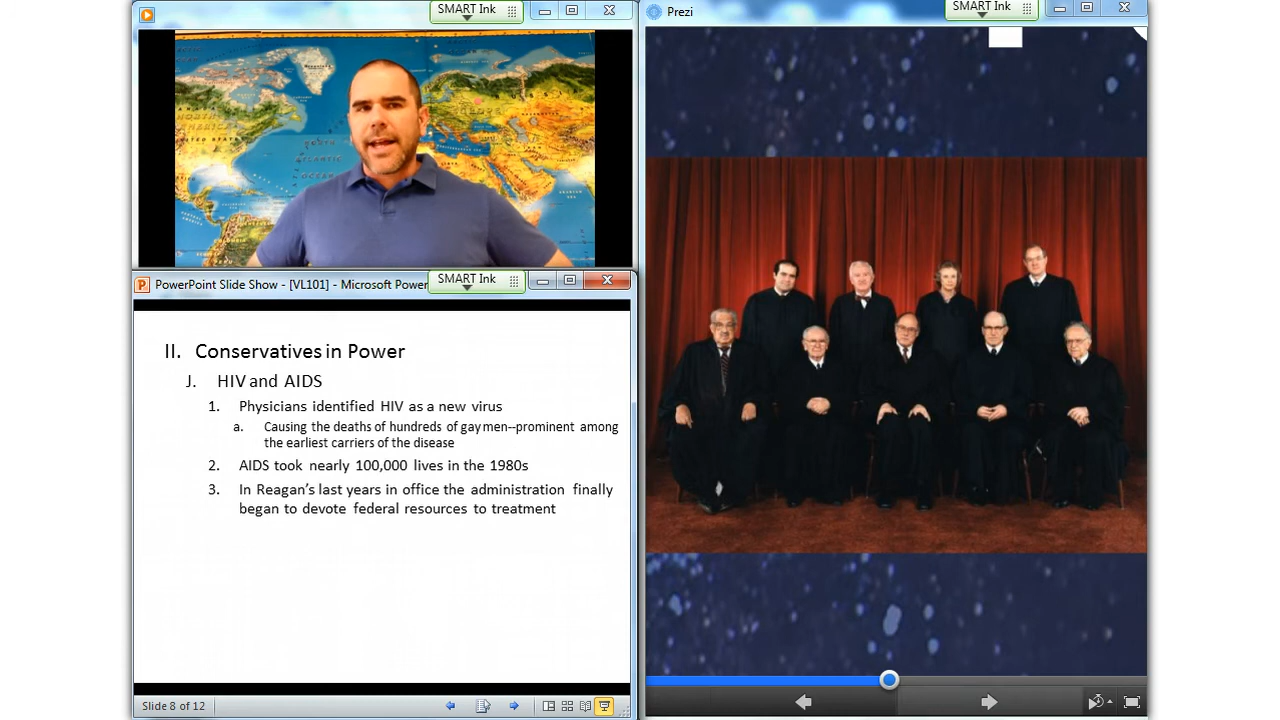 SMART Ink
SMART Ink
Prezi
PowerPoint Slide Show - [VL101] - Microsoft Power
SMART Ink
II. Conservatives in Power
J. HIV and AIDS
1. Physicians identified HIV as a new virus
a. Causing the deaths of hundreds of gay men--prominent among
the earliest carriers of the disease
2. AIDS took nearly 100,000 lives in the 1980s
3. In Reagan's last years in office the administration finally
began to devote federal resources to treatment
Slide 8 of 12